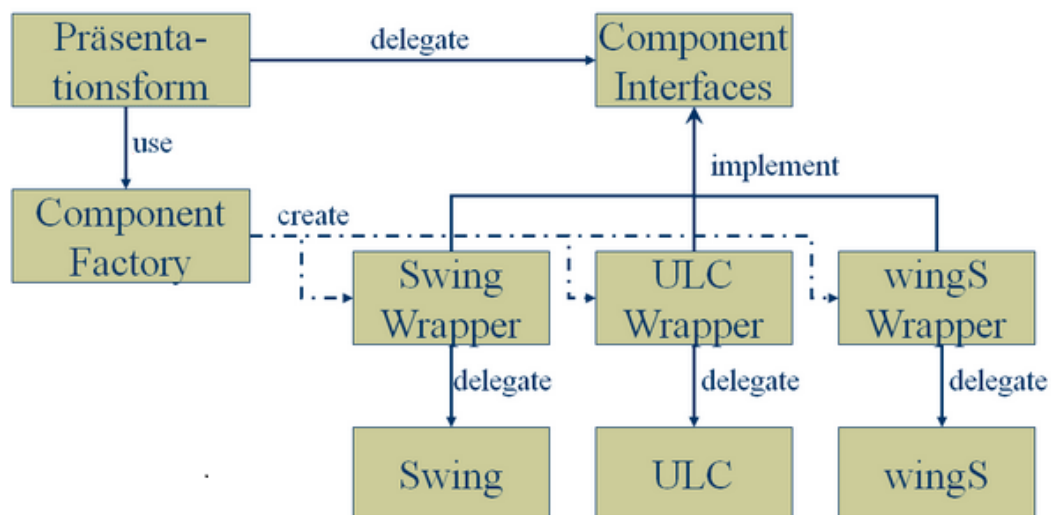 Präsenta-
tionsform
delegate
Component
Interfaces
use
implement
Component
Factory
create
Swing
Wrapper
ULC
Wrapper
wingS
Wrapper
delegate
delegate
delegate
Swing
ULC
wingS